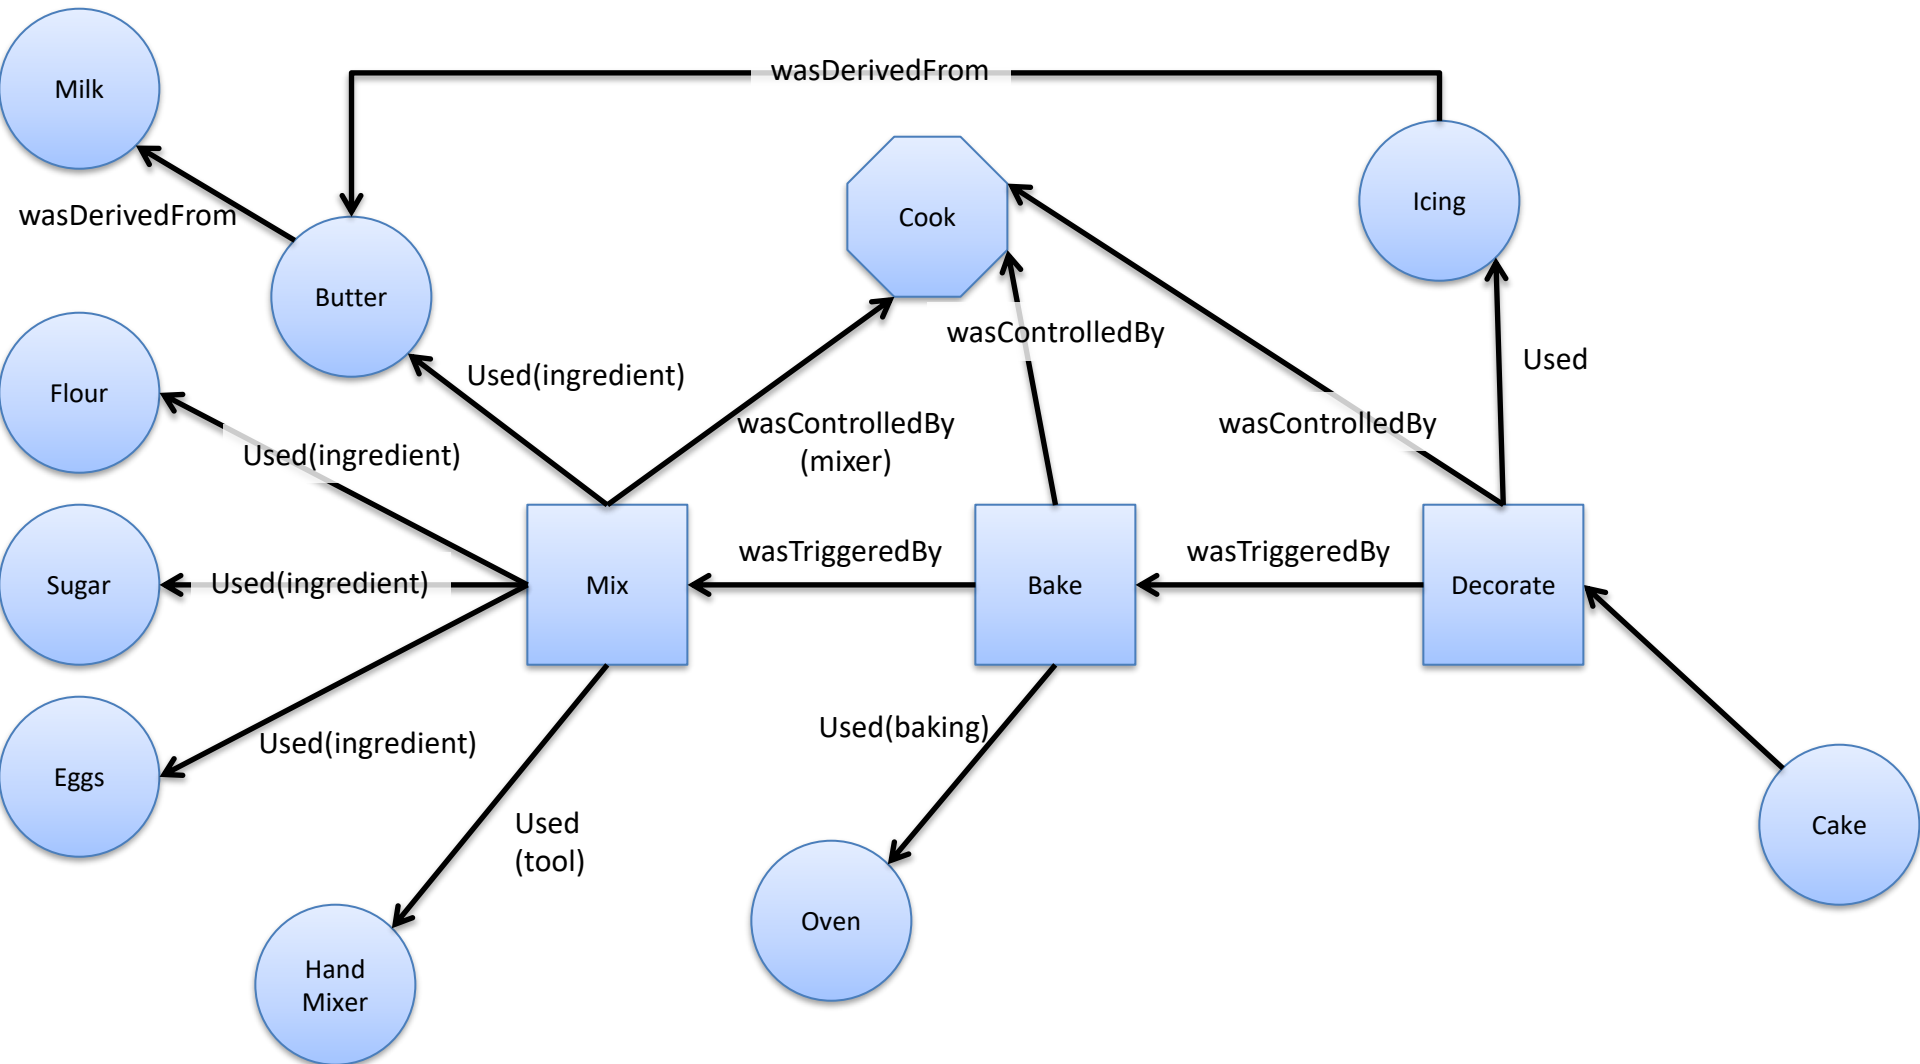 wasDerivedFrom
Milk
Icing
wasDerivedFrom
Cook
Butter
wasControlledBy
Used
Used(ingredient)
Flour
wasControlledBy
(mixer)
wasControlledBy
Used(ingredient)
wasTriggeredBy
wasTriggeredBy
Sugar
Used(ingredient)
Mix
Bake
Decorate
Used(baking)
Used(ingredient)
Eggs
Used
(tool)
Cake
Oven
Hand
Mixer